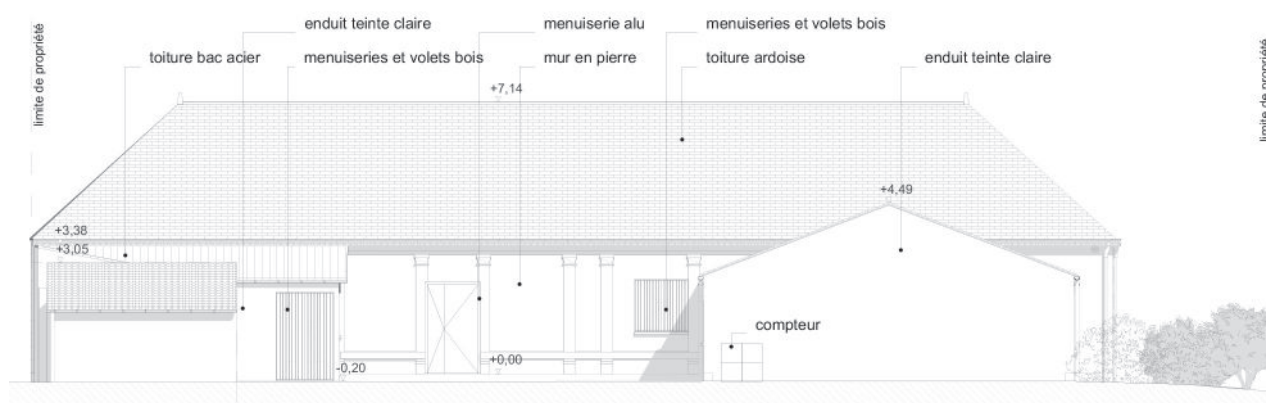 enduit teinte claire
menuiserie alu
menuiseries et volets bois
limite de propriété
toiture bac acier
menuiseries et volets bois
mur en pierre
toiture ardoise
enduit teinte claire
limite de propriété
+7,14
+4,49
+3,38
+3,05
compteur
-0,20
+0,00